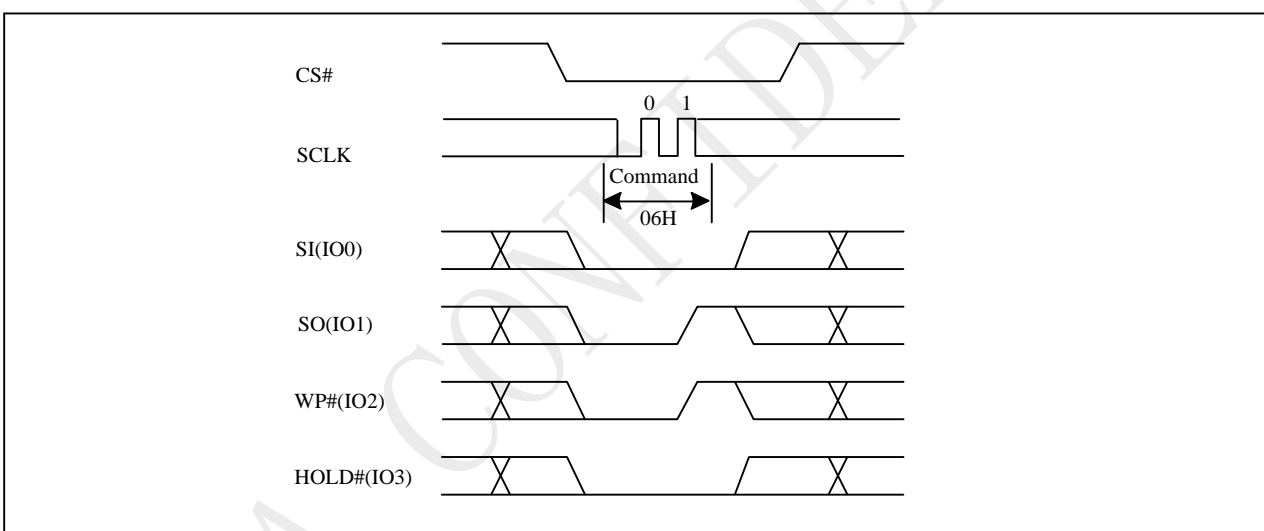 CS#
0 1
SCLK
Command
06H
SI(IO0)
SO(IO1)
WP#(IO2)
HOLD#(IO3)